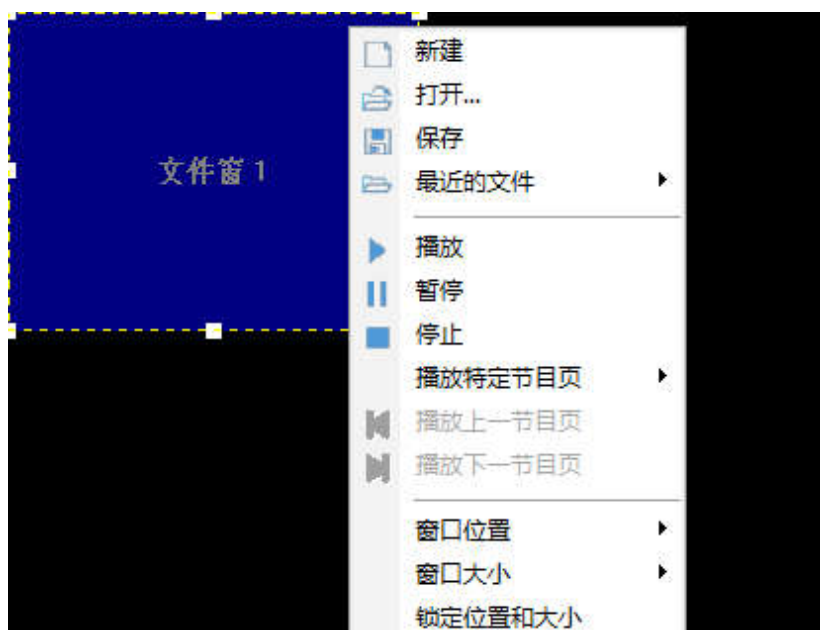 文件窗 1
新建
打开...
保存
最近的文件
播放
暂停
停止
播放特定节目页
播放上一节目页
播放下一节目页
窗口位置
窗口大小
锁定位置和大小